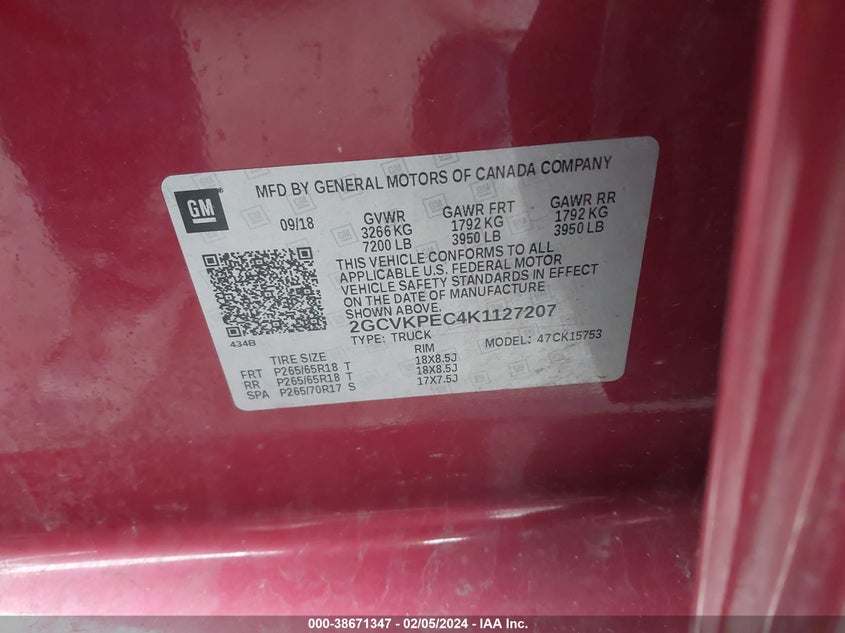 MFD BY GENERAL MOTORS OF CANADA COMPANY
GM
09/18 GVWR GAWR FRT GAWR RR
3266 KG 1792 KG 1792 KG
7200 LB 3950 LB 3950 LB
THIS VEHICLE CONFORMS TO ALL
APPLICABLE U.S. FEDERAL MOTOR
VEHICLE SAFETY STANDARDS IN EFFECT
ON THE DATE OF MANUFACTURE
SHOWN ABOVE.
2GCVKPEC4K1127207
434B
TYPE: TRUCK MODEL: 47CK15753
TIRE SIZE RIM
FRT P265/65R18 T 18X8.5J
RR P265/65R18 T 18X8.5J
SPA P265/70R17 S 17X7.5J
000-38671347 / 02/05/2024 - IAA Inc.